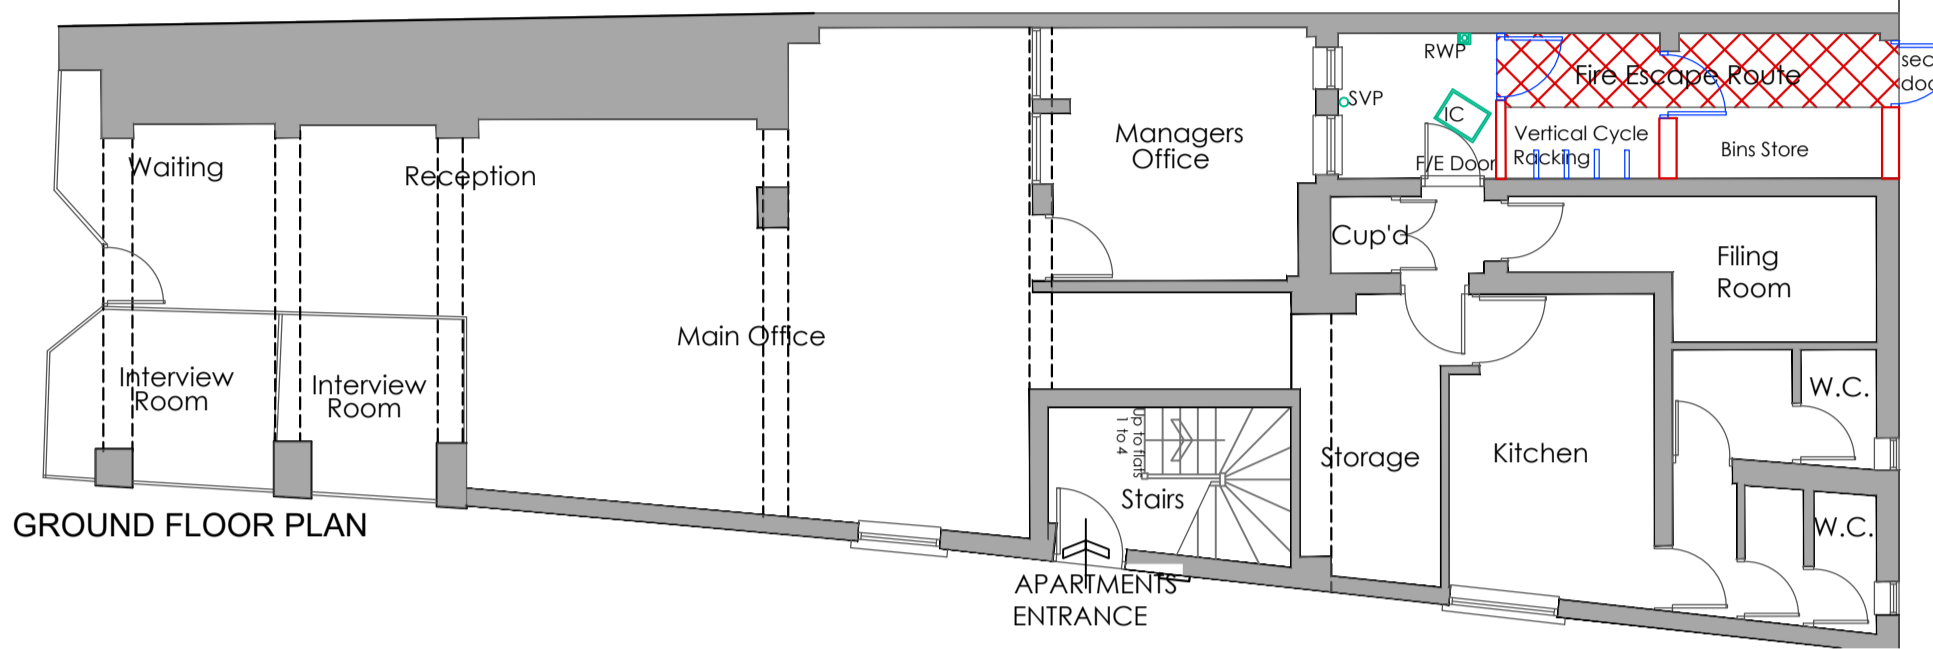 RWP
SVP
IC
F/E Door
Fire Escape Route
Vertical Cycle
Racking
Bins Store
Managers
Office
Waiting
Reception
Cup'd
Filing
Room
Main Office
Interview
Room
Interview
Room
Up to flats
1 to 4
Stairs
Storage
Kitchen
W.C.
W.C.
GROUND FLOOR PLAN
APARTMENTS
ENTRANCE